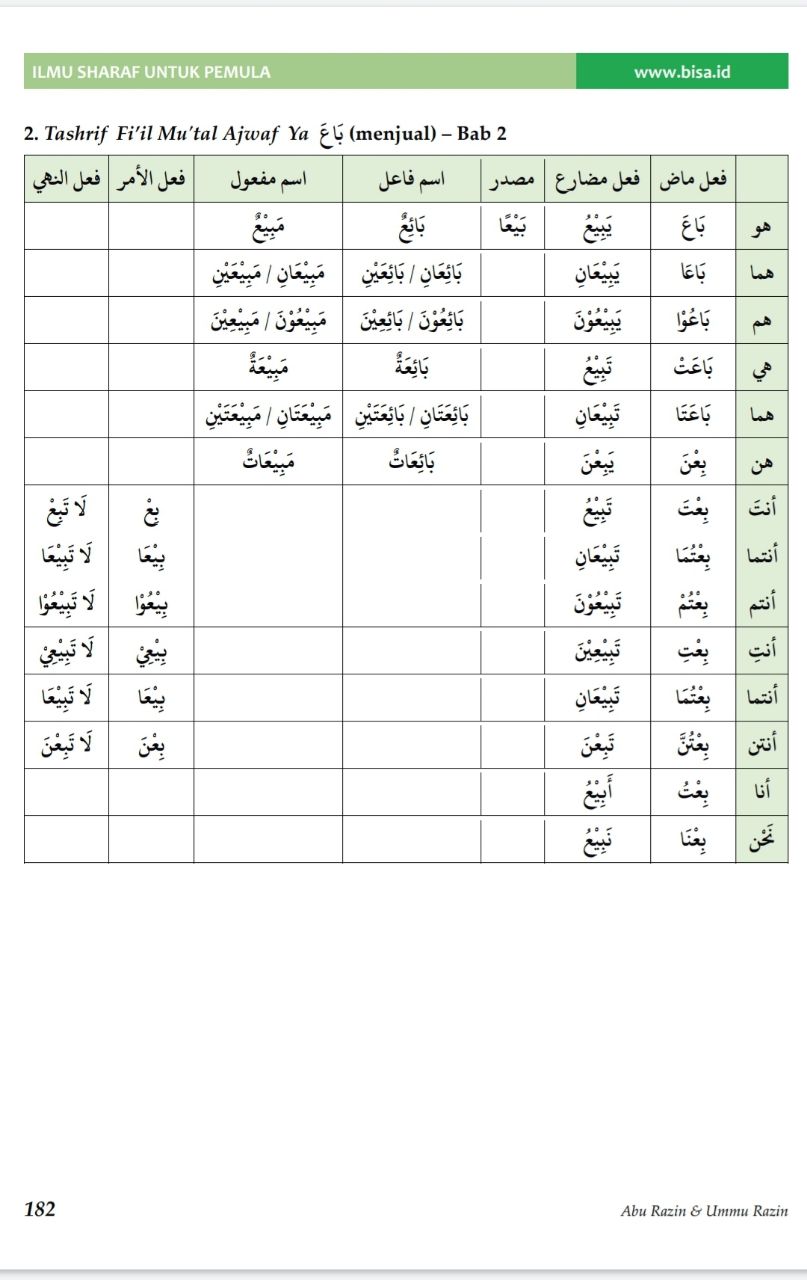 ILMU SHARAF UNTUK PEMULA www.bisa.id
2. Tashrif Fi'il Mu'tal Ajwaf Ya بَاعَ (menjual) – Bab 2
فعل ماض فعل مضارع مصدر اسم فاعل اسم مفعول فعل الأمر فعل النهي
هو بَاعَ يَبِيْعُ بَيْعًا بَائِعٌ مَبِيْعٌ
هما بَاعَا يَبِيْعَانِ بَائِعَانِ / بَائِعَيْنِ مَبِيْعَانِ / مَبِيْعَيْنِ
هم بَاعُوْا يَبِيْعُوْنَ بَائِعُوْنَ / بَائِعِيْنَ مَبِيْعُوْنَ / مَبِيْعِيْنَ
هي بَاعَتْ تَبِيْعُ بَائِعَةٌ مَبِيْعَةٌ
هما بَاعَتَا تَبِيْعَانِ بَائِعَتَانِ / بَائِعَتَيْنِ مَبِيْعَتَانِ / مَبِيْعَتَيْنِ
هن بِعْنَ يَبِعْنَ بَائِعَاتٌ مَبِيْعَاتٌ
أنتَ بِعْتَ تَبِيْعُ بِعْ لَا تَبِعْ
أنتما بِعْتُمَا تَبِيْعَانِ بِيْعَا لَا تَبِيْعَا
أنتم بِعْتُمْ تَبِيْعُوْنَ بِيْعُوْا لَا تَبِيْعُوْا
أنتِ بِعْتِ تَبِيْعِيْنَ بِيْعِيْ لَا تَبِيْعِيْ
أنتما بِعْتُمَا تَبِيْعَانِ بِيْعَا لَا تَبِيْعَا
أنتن بِعْتُنَّ تَبِعْنَ بِعْنَ لَا تَبِعْنَ
أنا بِعْتُ أَبِيْعُ
نَحْن بِعْنَا نَبِيْعُ
182 Abu Razin & Ummu Razin